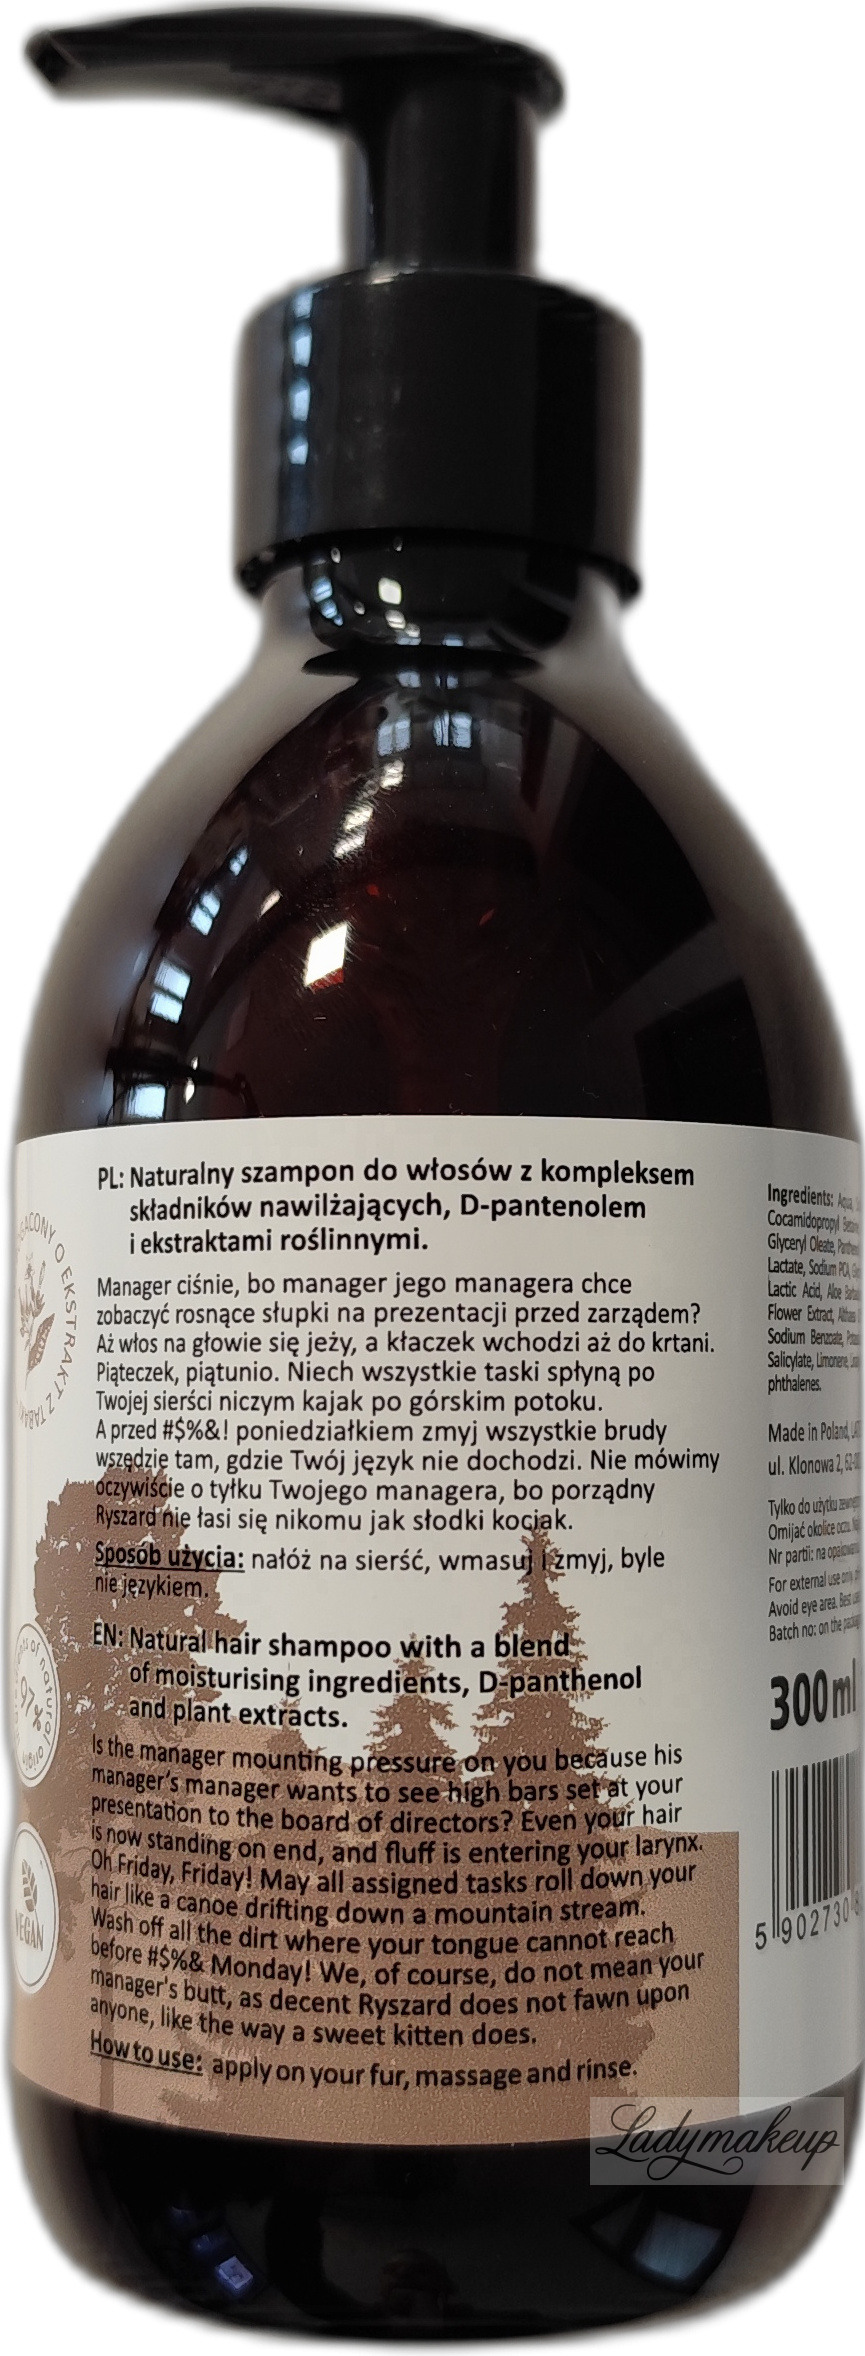 PL: Naturalny szampon do włosów z kompleksem
składników nawilżających, D-pantenolem
i ekstraktami roślinnymi.
Manager ciśnie, bo manager jego managera chce
zobaczyć rosnące słupki na prezentacji przed zarządem?
Aż włos na głowie się jeży, a kłaczek wchodzi aż do krtani.
Piąteczek, piątunio. Niech wszystkie taski spłyną po
Twojej sierści niczym kajak po górskim potoku.
A przed #$%&! poniedziałkiem zmyj wszystkie brudy
wszędzie tam, gdzie Twój język nie dochodzi. Nie mówimy
oczywiście o tyłku Twojego managera, bo porządny
Ryszard nie łasi się nikomu jak słodki kociak.
Sposób użycia: nałóż na sierść, wmasuj i zmyj, byle
nie językiem.
EN: Natural hair shampoo with a blend
of moisturising ingredients, D-panthenol
and plant extracts.
Is the manager mounting pressure on you because his
manager's manager wants to see high bars set at your
presentation to the board of directors? Even your hair
is now standing on end, and fluff is entering your larynx.
Oh Friday, Friday! May all assigned tasks roll down your
hair like a canoe drifting down a mountain stream.
Wash off all the dirt where your tongue cannot reach
before #$%& Monday! We, of course, do not mean your
manager's butt, as decent Ryszard does not fawn upon
anyone, like the way a sweet kitten does.
How to use: apply on your fur, massage and rinse.
O EKSTRAKT Z
of natural origin
97%
VEGAN
Ingredients: Aqua,
Cocamidopropyl
Glyceryl Oleate,
Lactate, Sodium PCA,
Lactic Acid, Aloe
Flower Extract,
Sodium Benzoate,
Salicylate, Limonene,
phthalenes.
Made in Poland,
ul. Klonowa 2,
Tylko do użytku
Omijać okolice oczu.
Nr partii: na
For external use only
Avoid eye area. Best
Batch no: on the
300 ml
5 902730
Ladymakeup